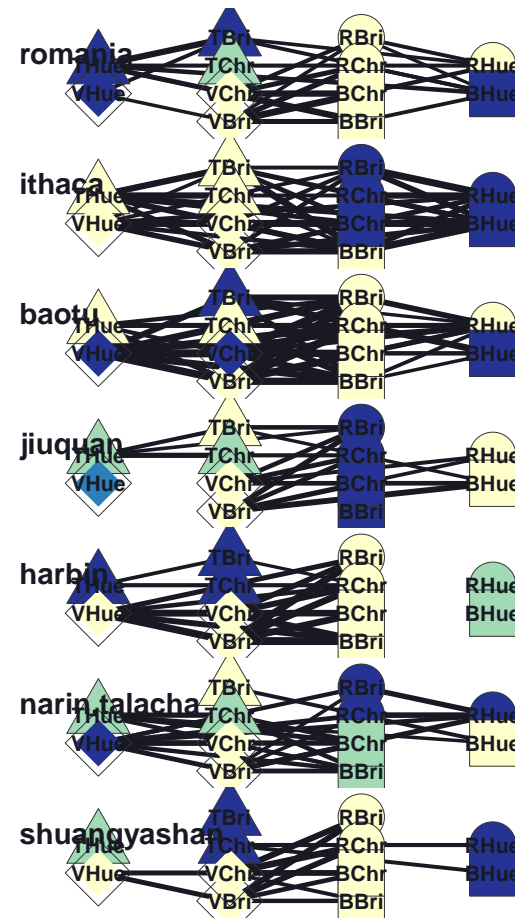 romania
TBri RBri
THue TChr RChr RHue
VHue VChr BChr BHue
VBri BBri
ithaca
TBri RBri
THue TChr RChr RHue
VHue VChr BChr BHue
VBri BBri
baotu
TBri RBri
THue TChr RChr RHue
VHue VChr BChr BHue
VBri BBri
jiuquan
TBri RBri
THue TChr RChr RHue
VHue VChr BChr BHue
VBri BBri
harbin
TBri RBri
THue TChr RChr RHue
VHue VChr BChr BHue
VBri BBri
narin talacha
TBri RBri
THue TChr RChr RHue
VHue VChr BChr BHue
VBri BBri
shuangyashan
TBri RBri
THue TChr RChr RHue
VHue VChr BChr BHue
VBri BBri